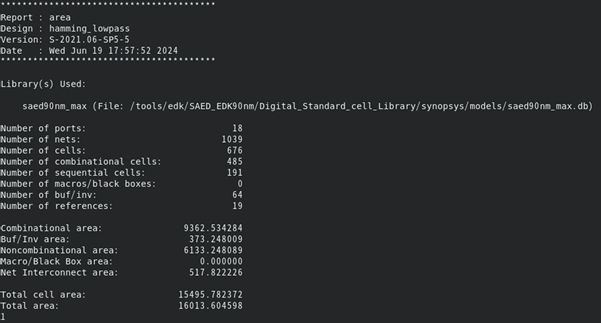 ****************************************
Report : area
Design : hamming_lowpass
Version: S-2021.06-SP5-5
Date   : Wed Jun 19 17:57:52 2024
****************************************
Library(s) Used:
saed90nm_max (File: /tools/edk/SAED_EDK90nm/Digital_Standard_cell_Library/synopsys/models/saed90nm_max.db)
Number of ports: 18
Number of nets: 1039
Number of cells: 676
Number of combinational cells: 485
Number of sequential cells: 191
Number of macros/black boxes: 0
Number of buf/inv: 64
Number of references: 19
Combinational area: 9362.534284
Buf/Inv area: 373.248009
Noncombinational area: 6133.248089
Macro/Black Box area: 0.000000
Net Interconnect area: 517.822226
Total cell area: 15495.782372
Total area: 16013.604598
1